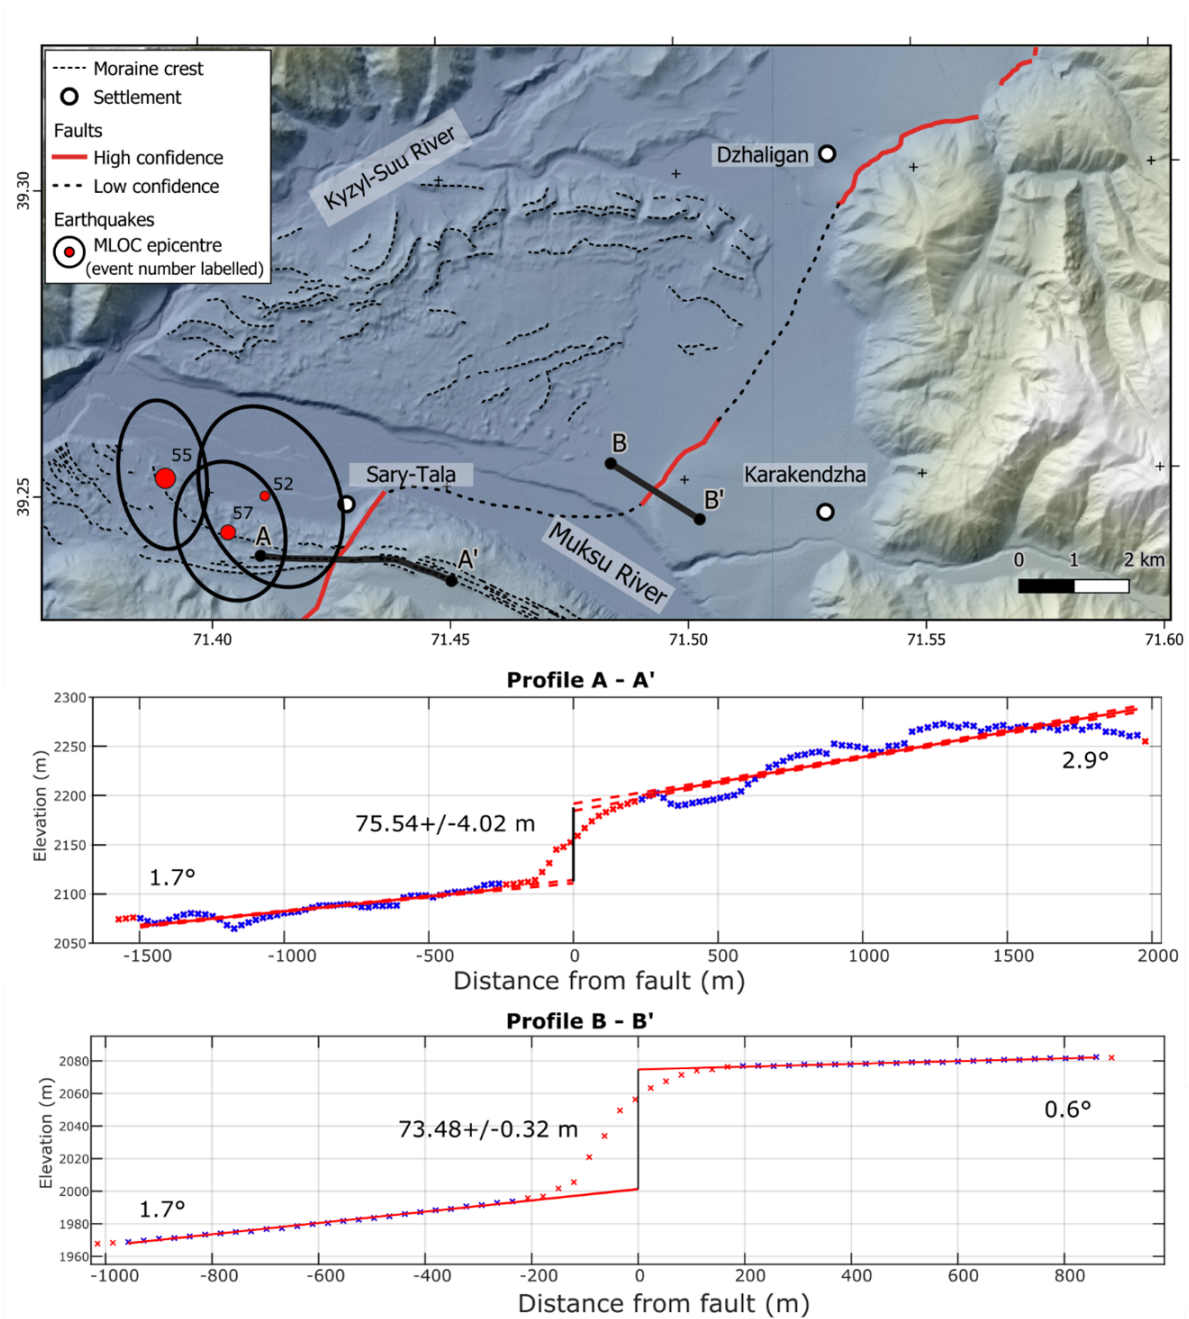 Moraine crest
Settlement
Faults
High confidence
Low confidence
Earthquakes
MLOC epicentre
(event number labelled)
Kyzyl-Suu River
Dzhaligan
39.30
39.25
55
52
57
Sary-Tala
A
A'
B
B'
Karakendzha
Muksu River
0 1 2 km
71.40 71.45 71.50 71.55 71.60
Profile A - A'
2300
2250
2200
2150
2100
2050
Elevation (m)
75.54+/-4.02 m
1.7°
2.9°
-1500 -1000 -500 0 500 1000 1500 2000
Distance from fault (m)
Profile B - B'
2080
2060
2040
2020
2000
1980
1960
Elevation (m)
73.48+/-0.32 m
1.7°
0.6°
-1000 -800 -600 -400 -200 0 200 400 600 800
Distance from fault (m)